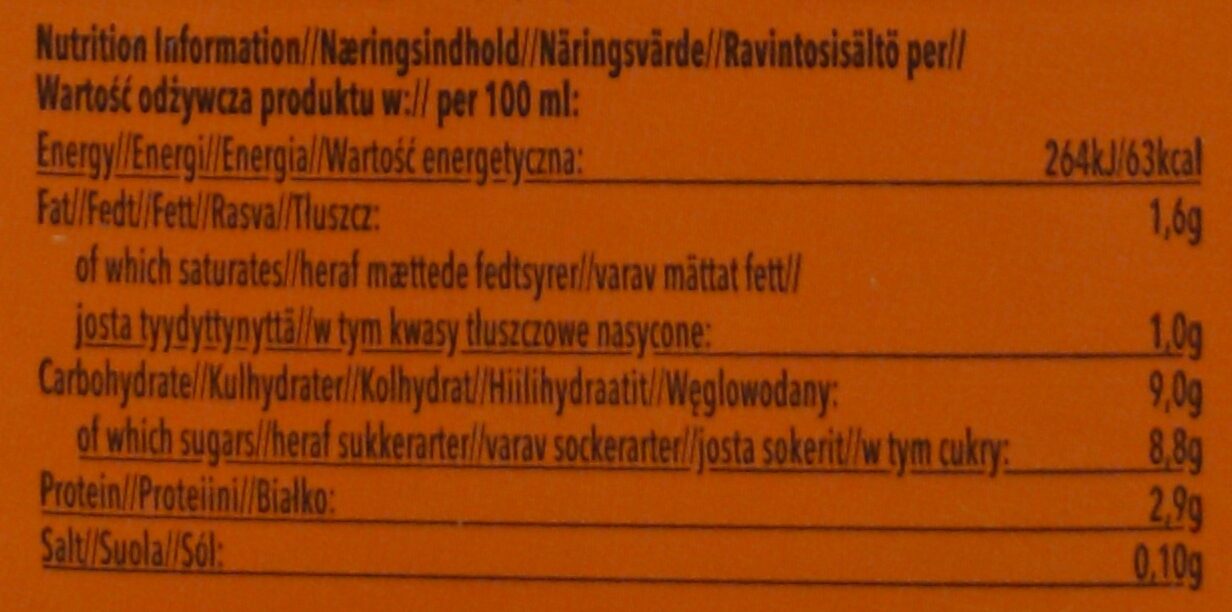 Nutrition Information//Næringsindhold//Näringsvärde//Ravintosisältö per//
Wartość odżywcza produktu w:// per 100 ml:
Energy//Energi//Energia//Wartość energetyczna: 264kJ/63kcal
Fat//Fedt//Fett//Rasva//Tłuszcz: 1,6g
of which saturates//heraf mættede fedtsyrer//varav mättat fett//
josta tyydyttynyttä//w tym kwasy tłuszczowe nasycone: 1,0g
Carbohydrate//Kulhydrater//Kolhydrat//Hiilihydraatit//Węglowodany: 9,0g
of which sugars//heraf sukkerarter//varav sockerarter//josta sokerit//w tym cukry: 8,8g
Protein//Proteiini//Białko: 2,9g
Salt//Suola//Sól: 0,10g